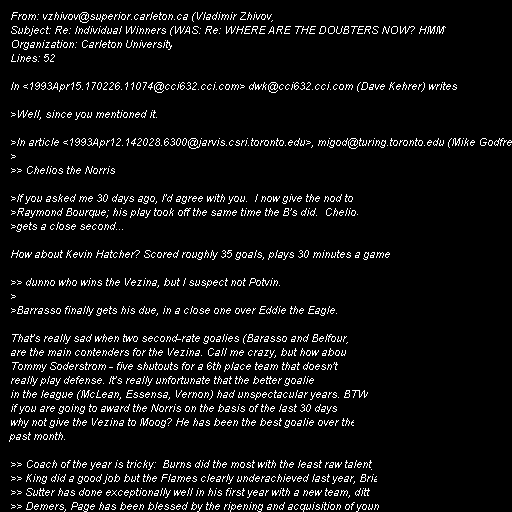 From: vzhivov@superior.carleton.ca (Vladimir Zhivov,
Subject: Re: Individual Winners (WAS: Re: WHERE ARE THE DOUBTERS NOW? HMM
Organization: Carleton University
Lines: 52
In <1993Apr15.170226.11074@cci632.cci.com> dwk@cci632.cci.com (Dave Kehrer) writes
>Well, since you mentioned it.
>In article <1993Apr12.142028.6300@jarvis.csri.toronto.edu>, migod@turing.toronto.edu (Mike Godfre
>
>> Chelios the Norris
>If you asked me 30 days ago, I'd agree with you.  I now give the nod to
>Raymond Bourque; his play took off the same time the B's did.  Chelio
>gets a close second...
How about Kevin Hatcher? Scored roughly 35 goals, plays 30 minutes a game
>> dunno who wins the Vezina, but I suspect not Potvin.
>
>Barrasso finally gets his due, in a close one over Eddie the Eagle.
That's really sad when two second-rate goalies (Barasso and Belfour,
are the main contenders for the Vezina. Call me crazy, but how abou
Tommy Soderstrom - five shutouts for a 6th place team that doesn't
really play defense. It's really unfortunate that the better goalie
in the league (McLean, Essensa, Vernon) had unspectacular years. BTW
if you are going to award the Norris on the basis of the last 30 days
why not give the Vezina to Moog? He has been the best goalie over the
past month.
>> Coach of the year is tricky:  Burns did the most with the least raw talent
>> King did a good job but the Flames clearly underachieved last year, Bria
>> Sutter has done exceptionally well in his first year with a new team, ditt
>> Demers, Page has been blessed by the ripening and acquisition of youn